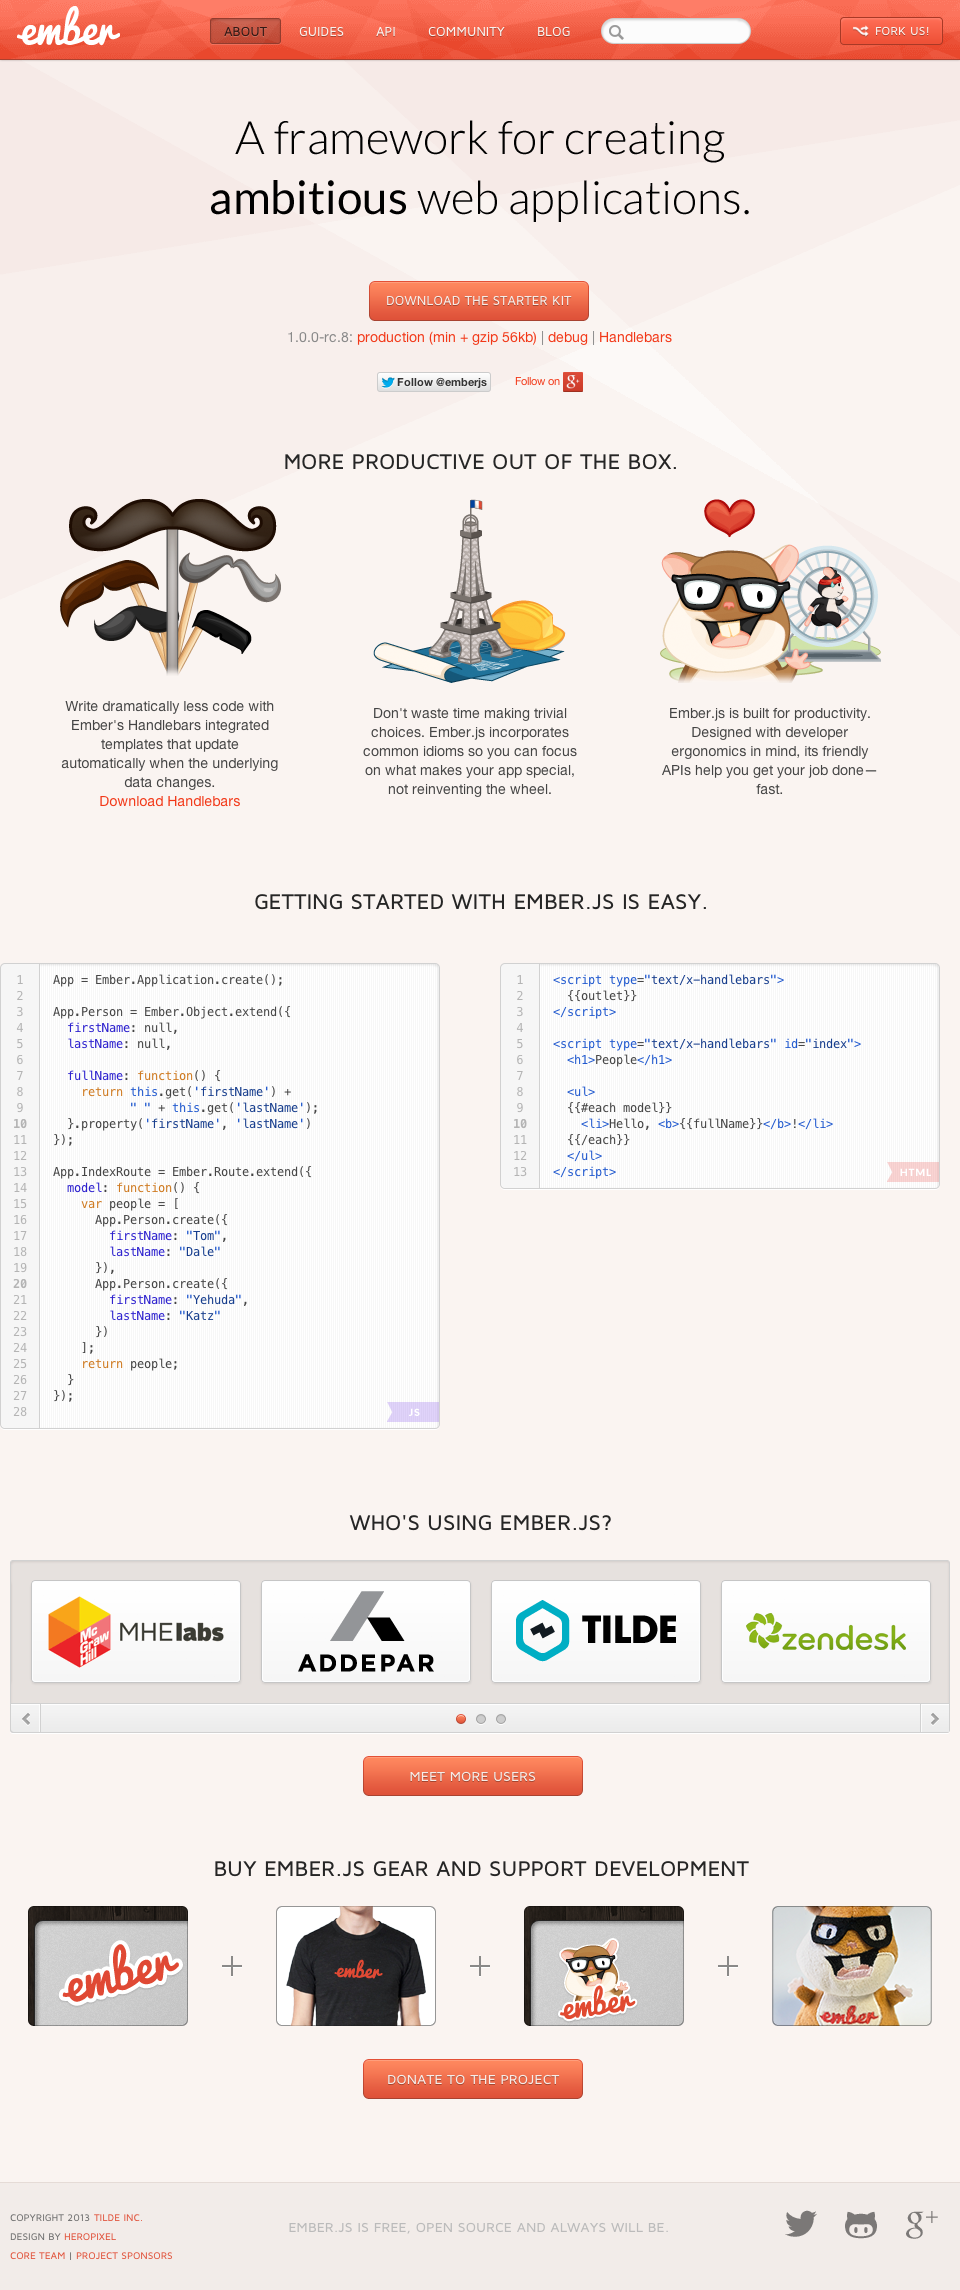 ember ABOUT GUIDES API COMMUNITY BLOG FORK US!
A framework for creating
ambitious web applications.
DOWNLOAD THE STARTER KIT
1.0.0-rc.8: production (min + gzip 56kb) | debug | Handlebars
Follow @emberjs Follow on g+
MORE PRODUCTIVE OUT OF THE BOX.
Write dramatically less code with
Ember's Handlebars integrated
templates that update
automatically when the underlying
data changes.
Download Handlebars
Don't waste time making trivial
choices. Ember.js incorporates
common idioms so you can focus
on what makes your app special,
not reinventing the wheel.
Ember.js is built for productivity.
Designed with developer
ergonomics in mind, its friendly
APIs help you get your job done—
fast.
GETTING STARTED WITH EMBER.JS IS EASY.
1 App = Ember.Application.create();
2
3 App.Person = Ember.Object.extend({
4   firstName: null,
5   lastName: null,
6
7   fullName: function() {
8     return this.get('firstName') +
9            " " + this.get('lastName');
10   }.property('firstName', 'lastName')
11 });
12
13 App.IndexRoute = Ember.Route.extend({
14   model: function() {
15     var people = [
16       App.Person.create({
17         firstName: "Tom",
18         lastName: "Dale"
19       }),
20       App.Person.create({
21         firstName: "Yehuda",
22         lastName: "Katz"
23       })
24     ];
25     return people;
26   }
27 });
28
JS
1 <script type="text/x-handlebars">
2   {{outlet}}
3 </script>
4
5 <script type="text/x-handlebars" id="index">
6   <h1>People</h1>
7
8   <ul>
9   {{#each model}}
10     <li>Hello, <b>{{fullName}}</b>!</li>
11   {{/each}}
12   </ul>
13 </script>
HTML
WHO'S USING EMBER.JS?
Mc
Graw
Hill
MHElabs
ADDEPAR
TILDE
zendesk
MEET MORE USERS
BUY EMBER.JS GEAR AND SUPPORT DEVELOPMENT
ember
ember
ember
ember
DONATE TO THE PROJECT
COPYRIGHT 2013 TILDE INC.
DESIGN BY HEROPIXEL
CORE TEAM | PROJECT SPONSORS
EMBER.JS IS FREE, OPEN SOURCE AND ALWAYS WILL BE.
g+